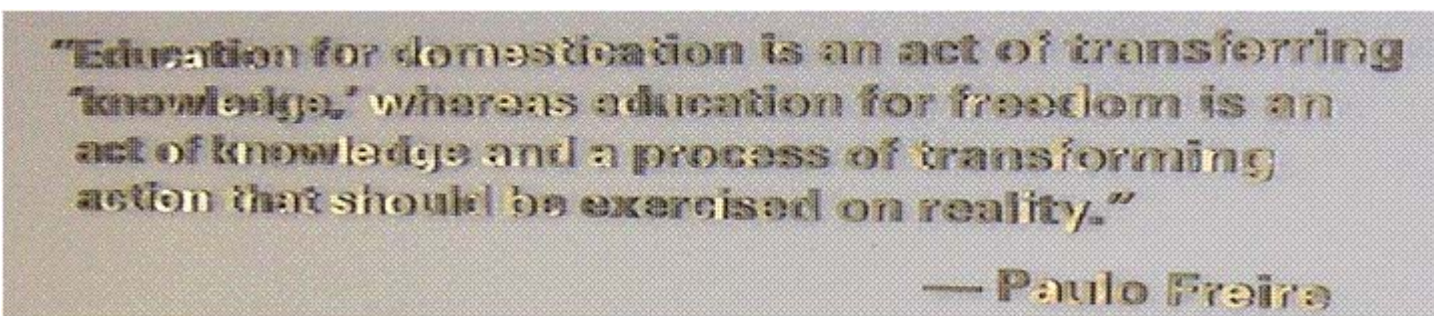 "Education for domestication is an act of transferring
'knowledge,' whereas education for freedom is an
act of knowledge and a process of transforming
action that should be exercised on reality."
— Paulo Freire